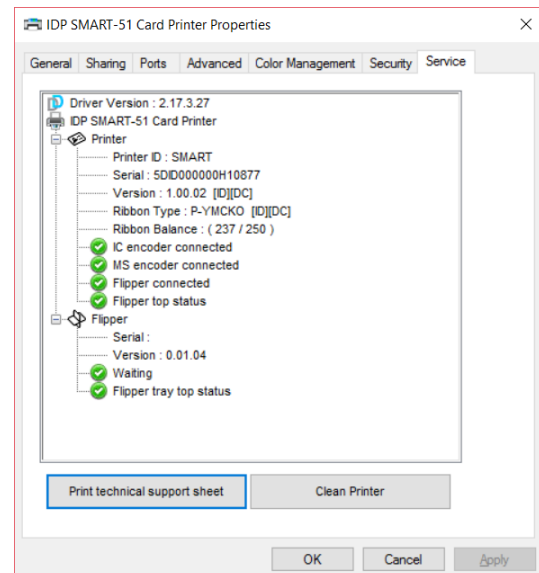 IDP SMART-51 Card Printer Properties
General Sharing Ports Advanced Color Management Security Service
Driver Version : 2.17.3.27
IDP SMART-51 Card Printer
Printer
Printer ID : SMART
Serial : 5DID000000H10877
Version : 1.00.02 [ID][DC]
Ribbon Type : P-YMCKO [ID][DC]
Ribbon Balance : ( 237 / 250 )
IC encoder connected
MS encoder connected
Flipper connected
Flipper top status
Flipper
Serial :
Version : 0.01.04
Waiting
Flipper tray top status
Print technical support sheet Clean Printer
OK Cancel Apply